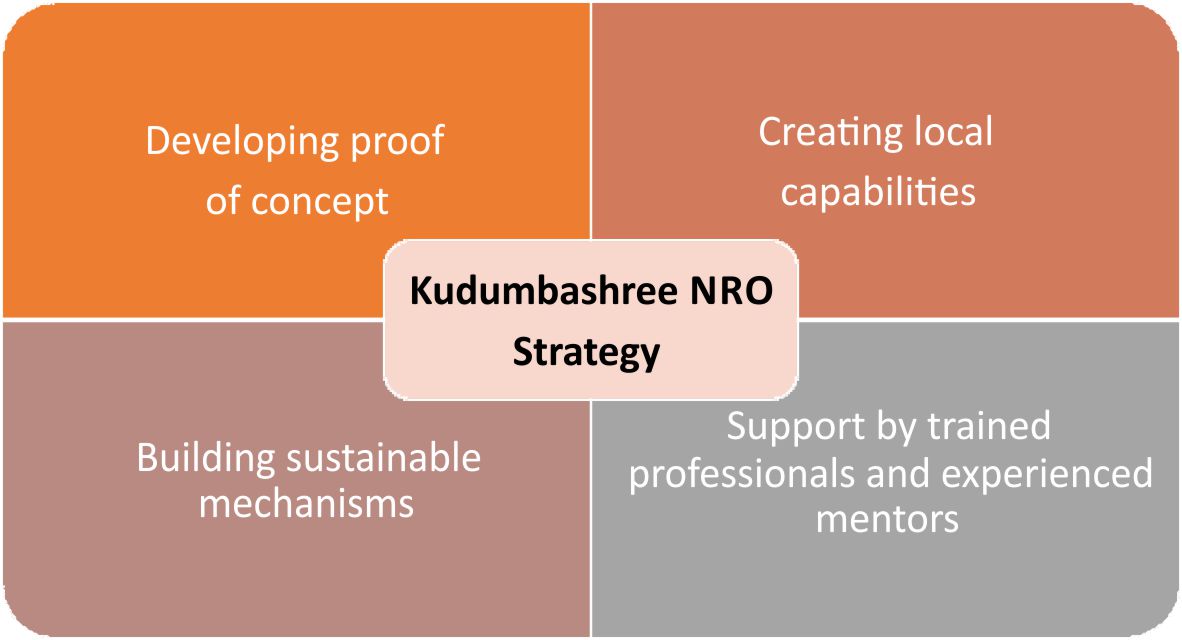 Developing proof
of concept
Creating local
capabilities
Kudumbashree NRO
Strategy
Building sustainable
mechanisms
Support by trained
professionals and experienced
mentors